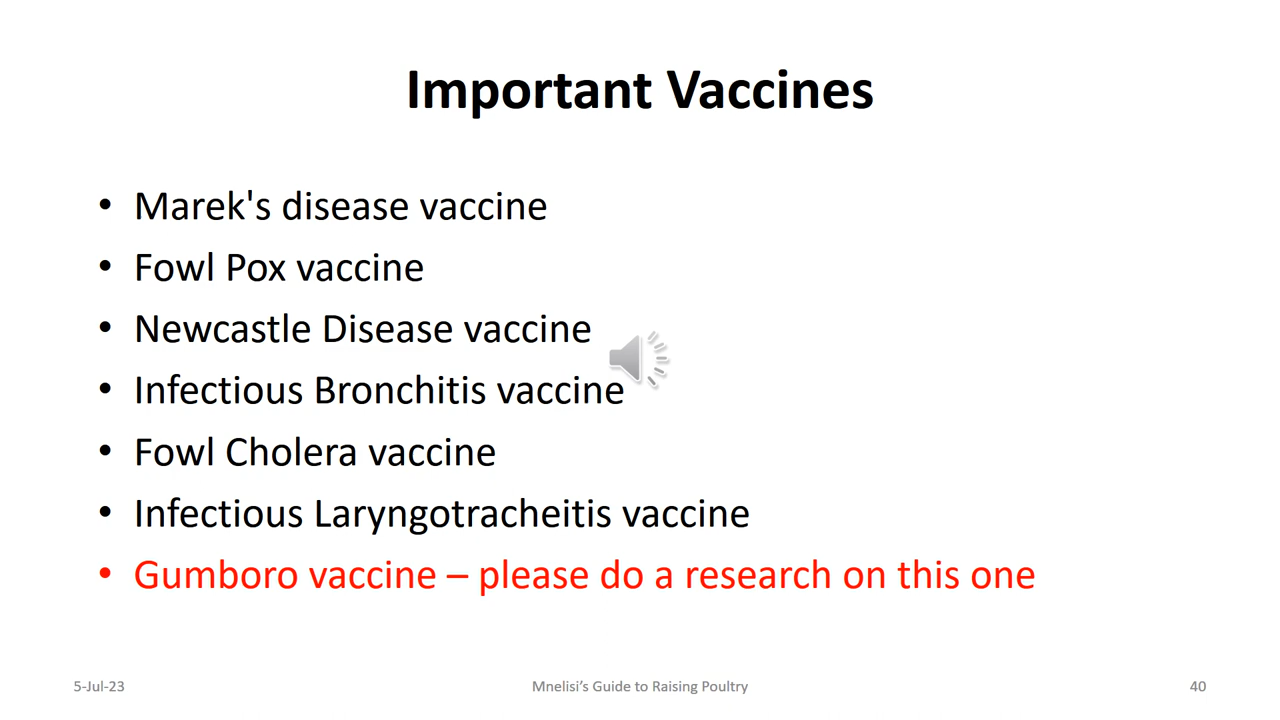 Important Vaccines
• Marek's disease vaccine
• Fowl Pox vaccine
• Newcastle Disease vaccine
• Infectious Bronchitis vaccine
• Fowl Cholera vaccine
• Infectious Laryngotracheitis vaccine
• Gumboro vaccine – please do a research on this one
5-Jul-23 Mnelisi’s Guide to Raising Poultry 40